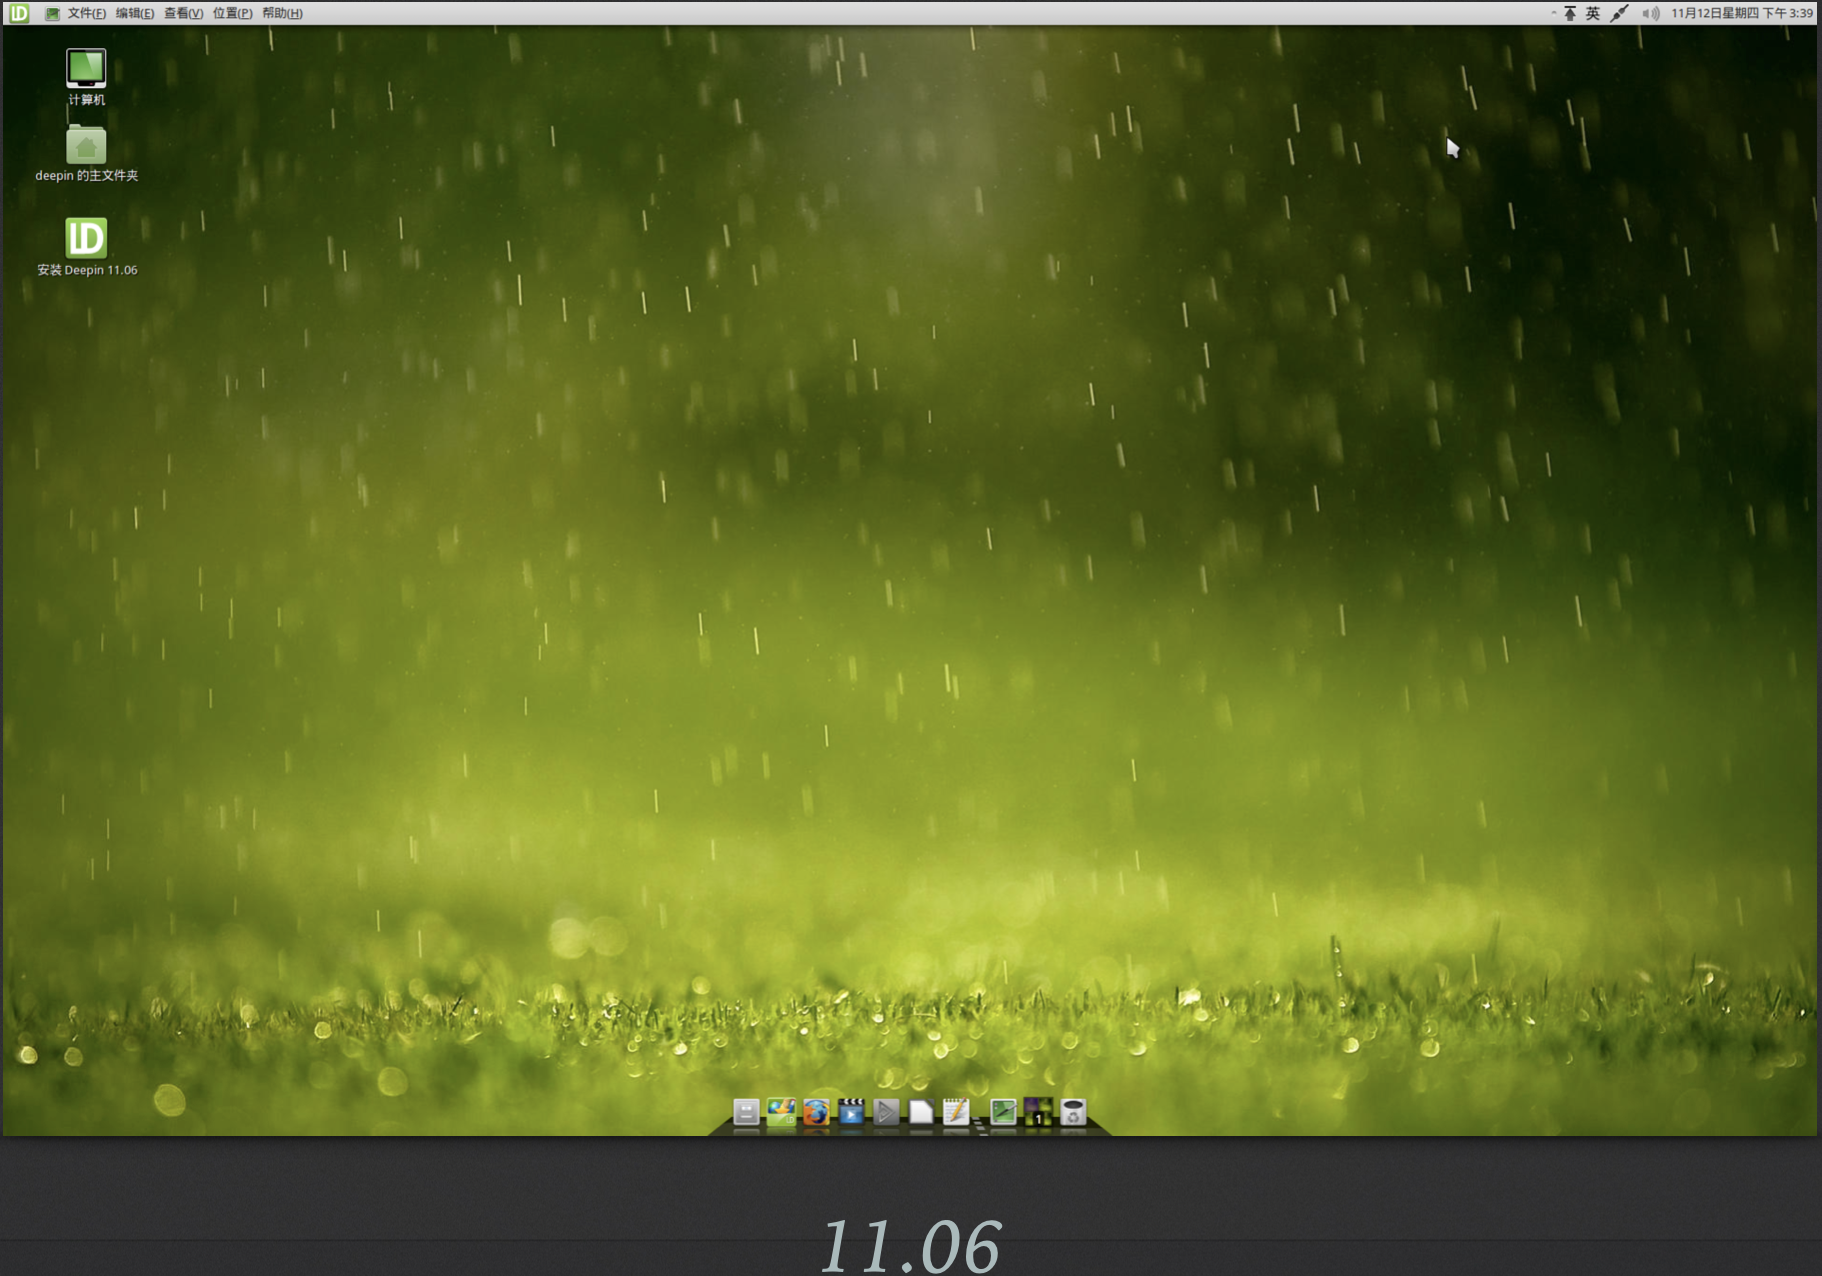 LD 文件(F) 编辑(E) 查看(V) 位置(P) 帮助(H) 英 11月12日星期四 下午 3:39
计算机
deepin 的主文件夹
LD
安装 Deepin 11.06
1
11.06